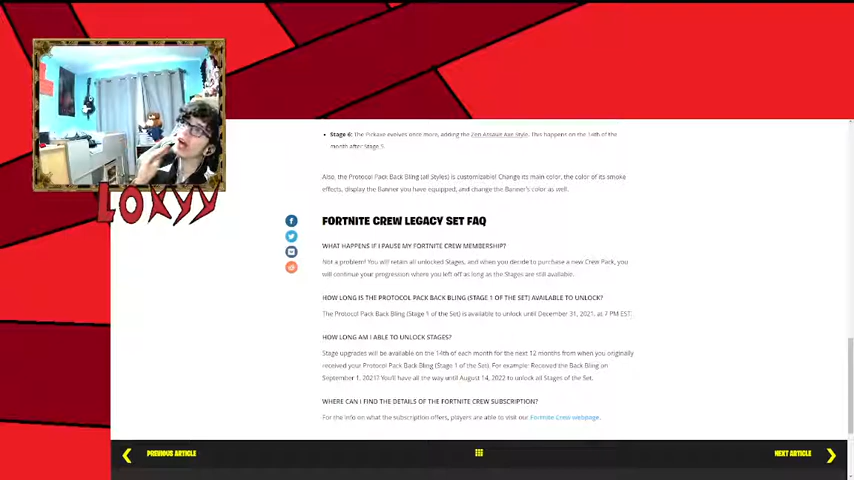 Stage 6: The Pickaxe evolves once more, adding the Zen Assault Axe Style. This happens on the 14th of the
month after Stage 5.
Also, the Protocol Pack Back Bling (all Styles) is customizable! Change its main color, the color of its smoke
effects, display the Banner you have equipped, and change the Banner's color as well.
LOXYY
FORTNITE CREW LEGACY SET FAQ
WHAT HAPPENS IF I PAUSE MY FORTNITE CREW MEMBERSHIP?
Not a problem! You will retain all unlocked Stages, and when you decide to purchase a new Crew Pack, you
will continue your progression where you left off as long as the Stages are still available.
HOW LONG IS THE PROTOCOL PACK BACK BLING (STAGE 1 OF THE SET) AVAILABLE TO UNLOCK?
The Protocol Pack Back Bling (Stage 1 of the Set) is available to unlock until December 31, 2021, at 7 PM EST.
HOW LONG AM I ABLE TO UNLOCK STAGES?
Stage upgrades will be available on the 14th of each month for the next 12 months from when you originally
received your Protocol Pack Back Bling (Stage 1 of the Set). For example: Received the Back Bling on
September 1, 2021? You'll have all the way until August 14, 2022 to unlock all Stages of the Set.
WHERE CAN I FIND THE DETAILS OF THE FORTNITE CREW SUBSCRIPTION?
For the info on what the subscription offers, players are able to visit our Fortnite Crew webpage.
PREVIOUS ARTICLE
NEXT ARTICLE